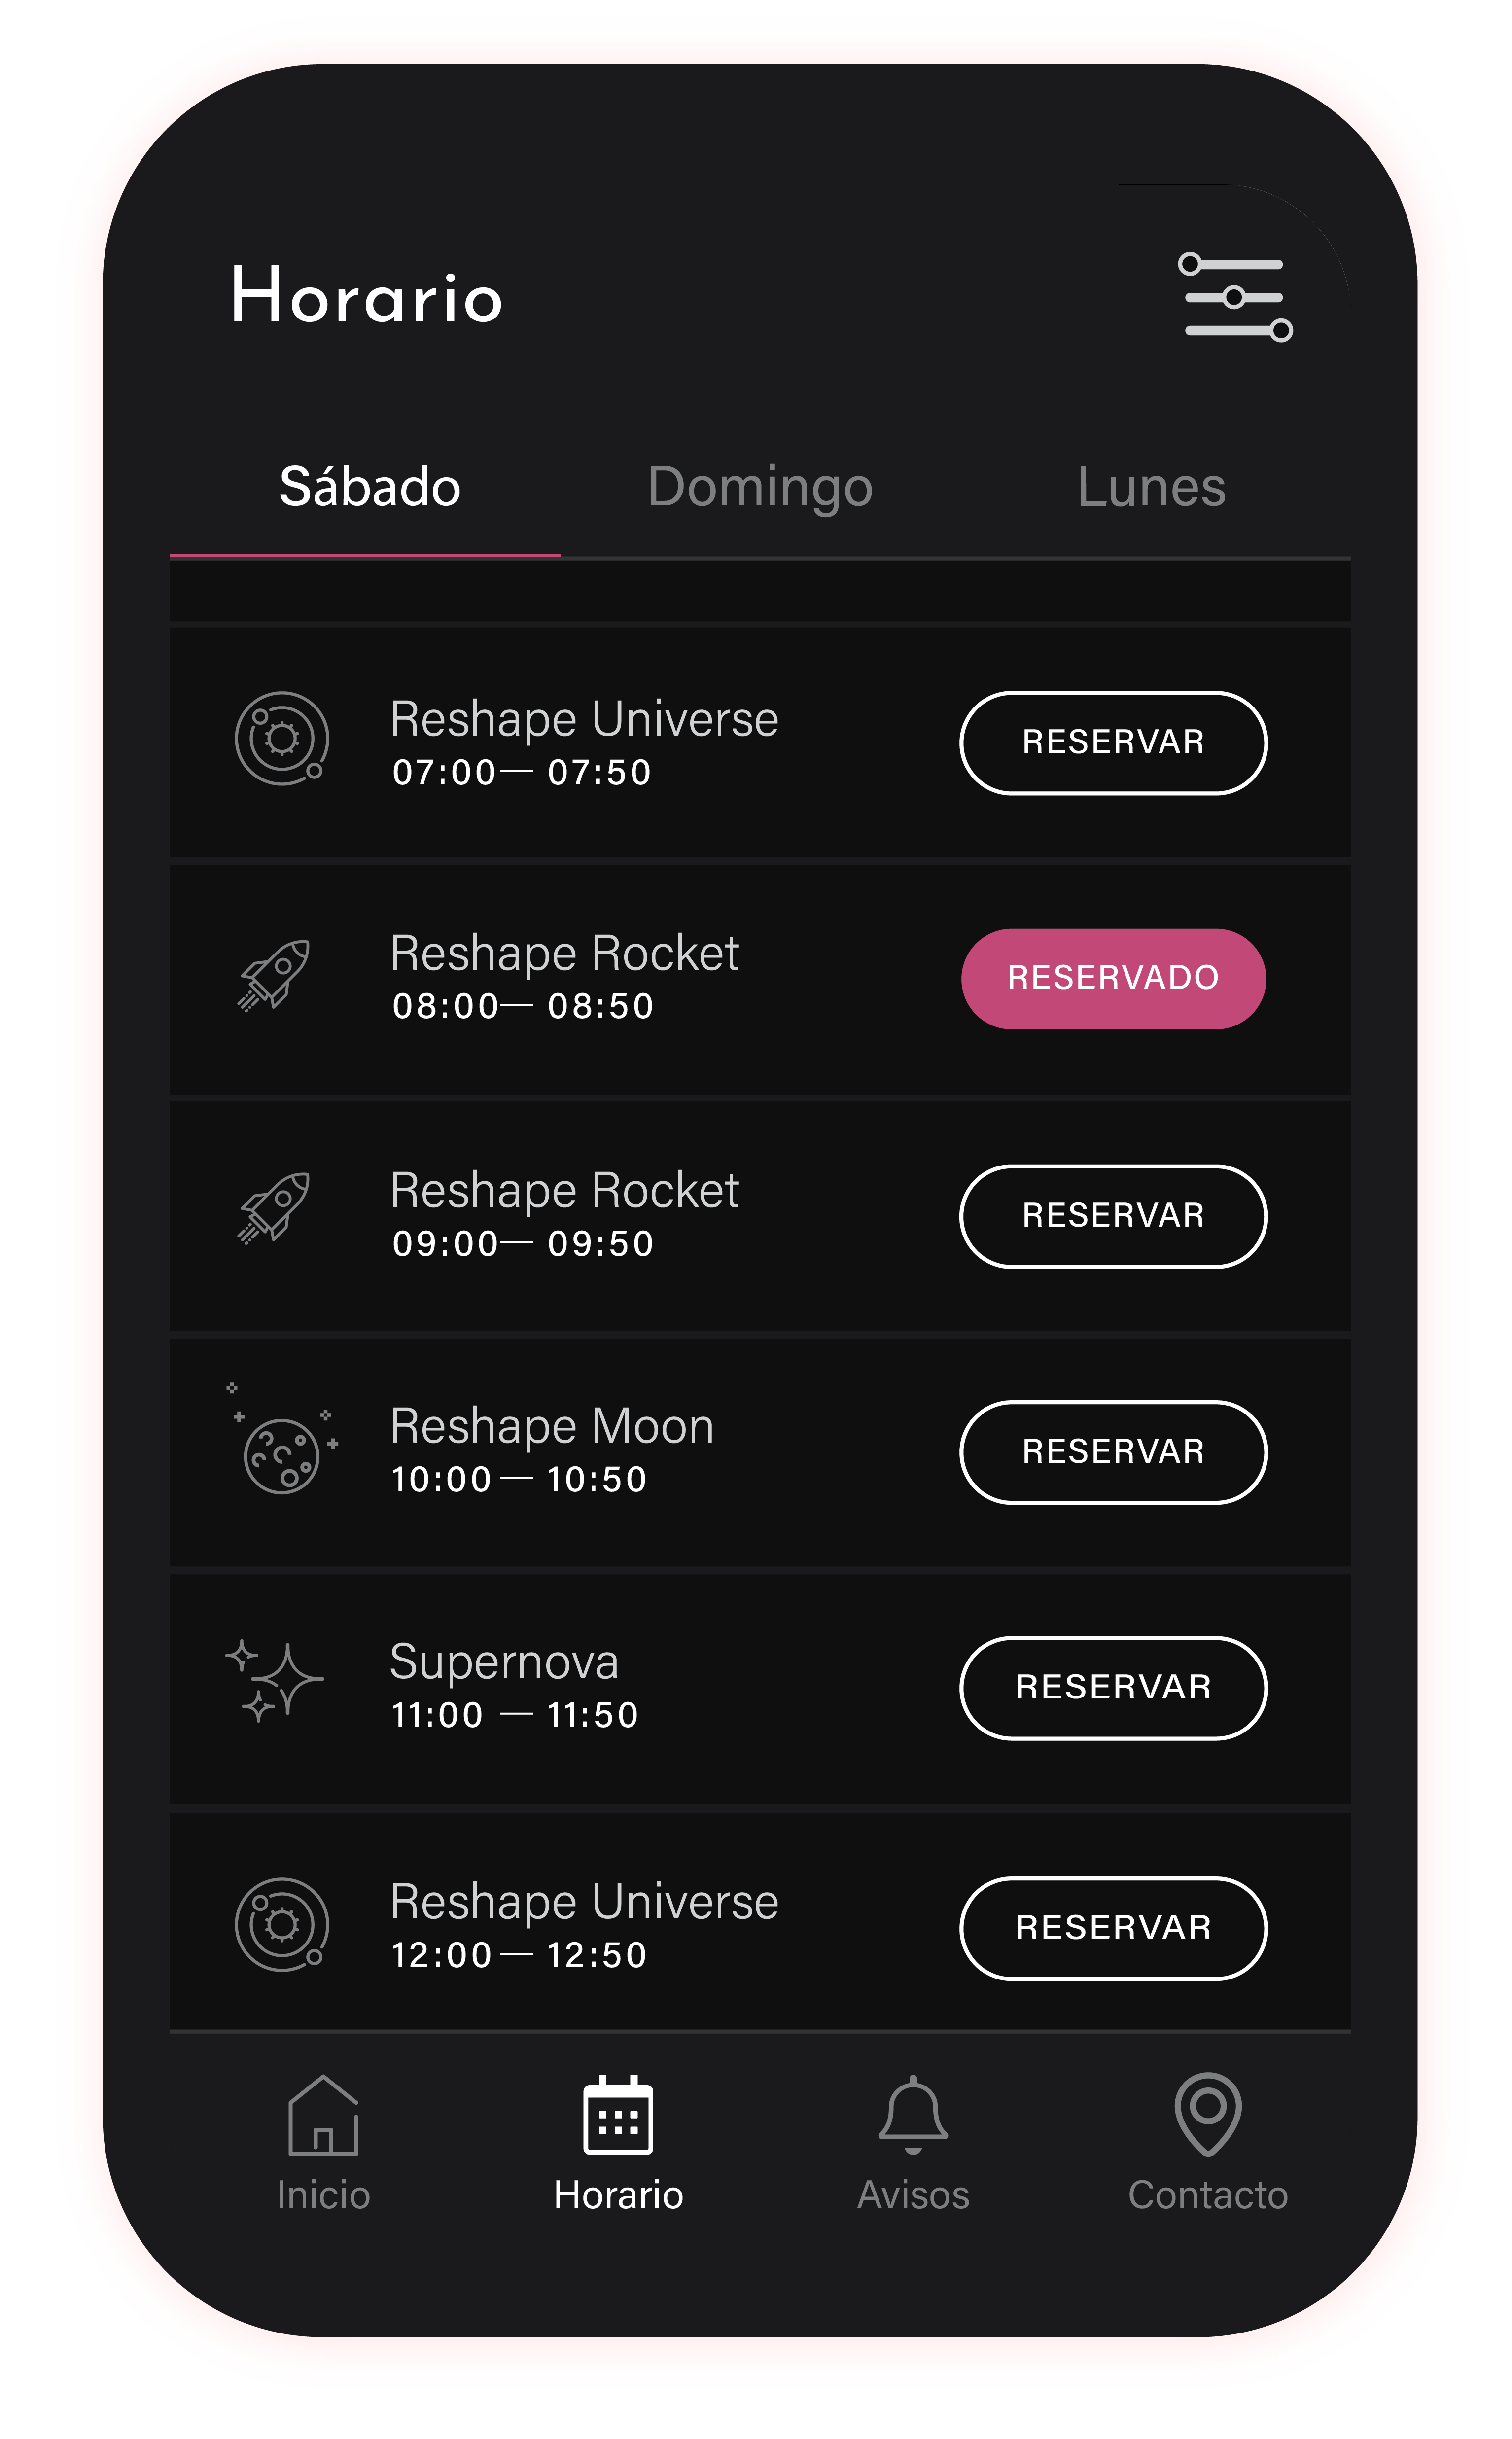 Horario
Sábado Domingo Lunes
Reshape Universe
07:00— 07:50
RESERVAR
Reshape Rocket
08:00— 08:50
RESERVADO
Reshape Rocket
09:00— 09:50
RESERVAR
Reshape Moon
10:00 — 10:50
RESERVAR
Supernova
11:00 — 11:50
RESERVAR
Reshape Universe
12:00 — 12:50
RESERVAR
Inicio Horario Avisos Contacto